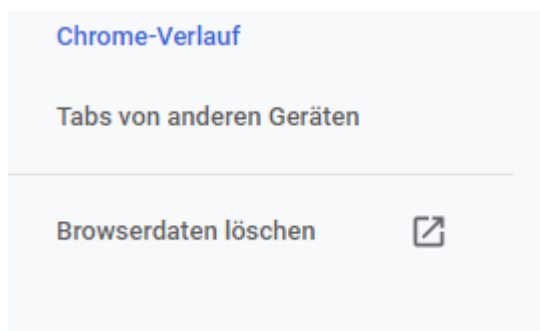 Chrome-Verlauf
Tabs von anderen Geräten
Browserdaten löschen